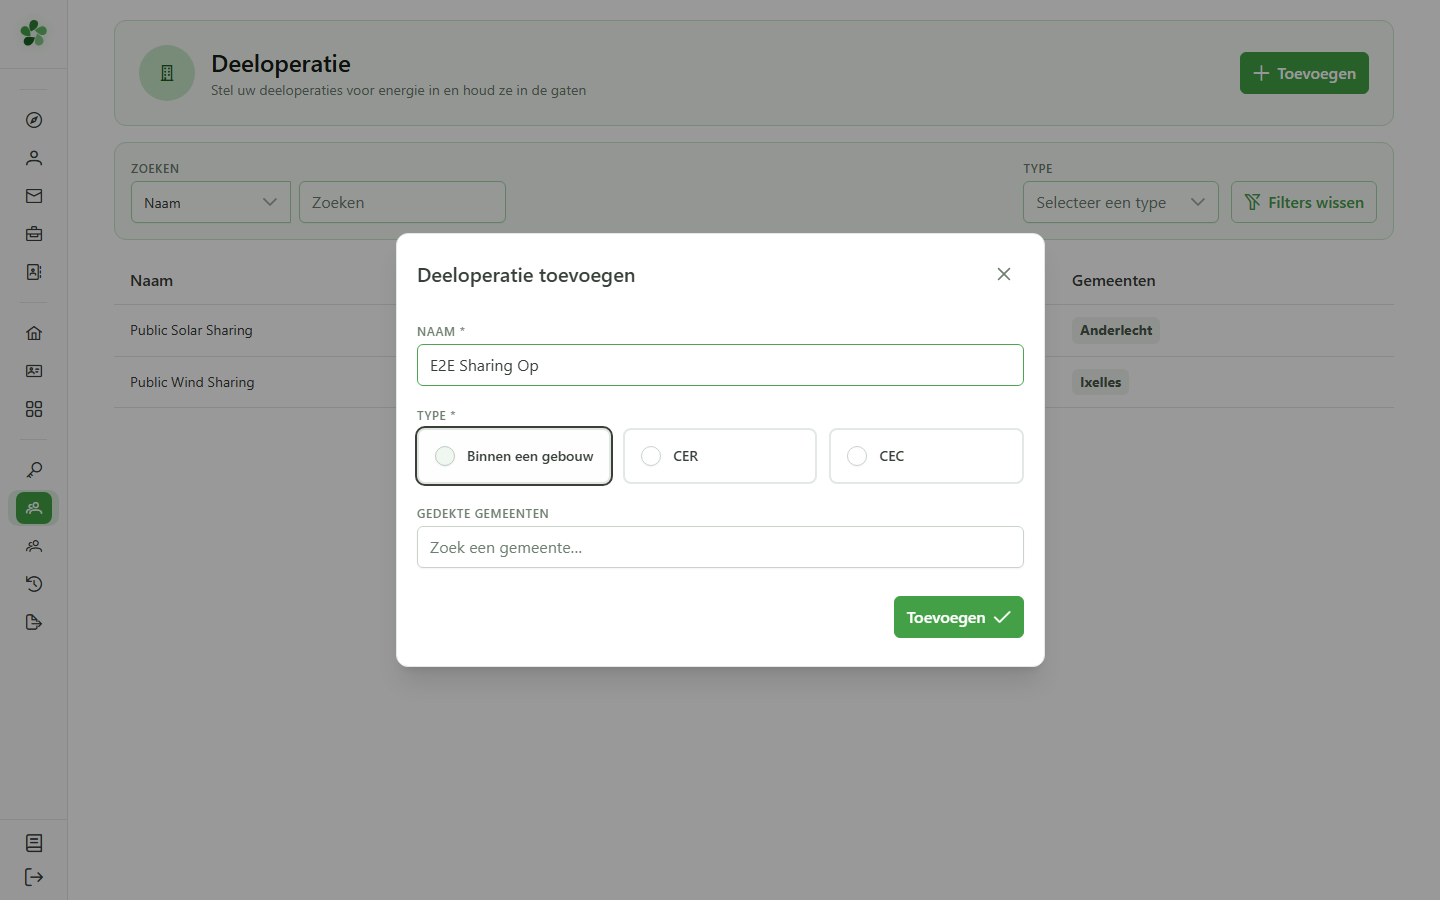 Deeloperatie
Stel uw deeloperaties voor energie in en houd ze in de gaten
Toevoegen
ZOEKEN
Naam
Zoeken
TYPE
Selecteer een type
Filters wissen
Naam
Gemeenten
Public Solar Sharing
Anderlecht
Public Wind Sharing
Ixelles
Deeloperatie toevoegen
NAAM *
E2E Sharing Op
TYPE *
Binnen een gebouw
CER
CEC
GEDEKTE GEMEENTEN
Zoek een gemeente...
Toevoegen